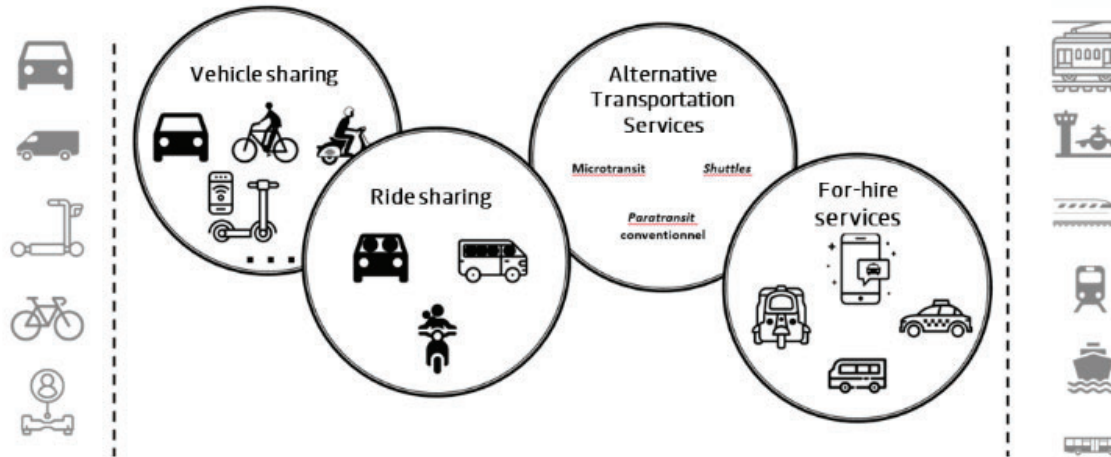 Vehicle sharing
Ride sharing
Alternative
Transportation
Services
Microtransit Shuttles
Paratransit
conventionnel
For-hire
services